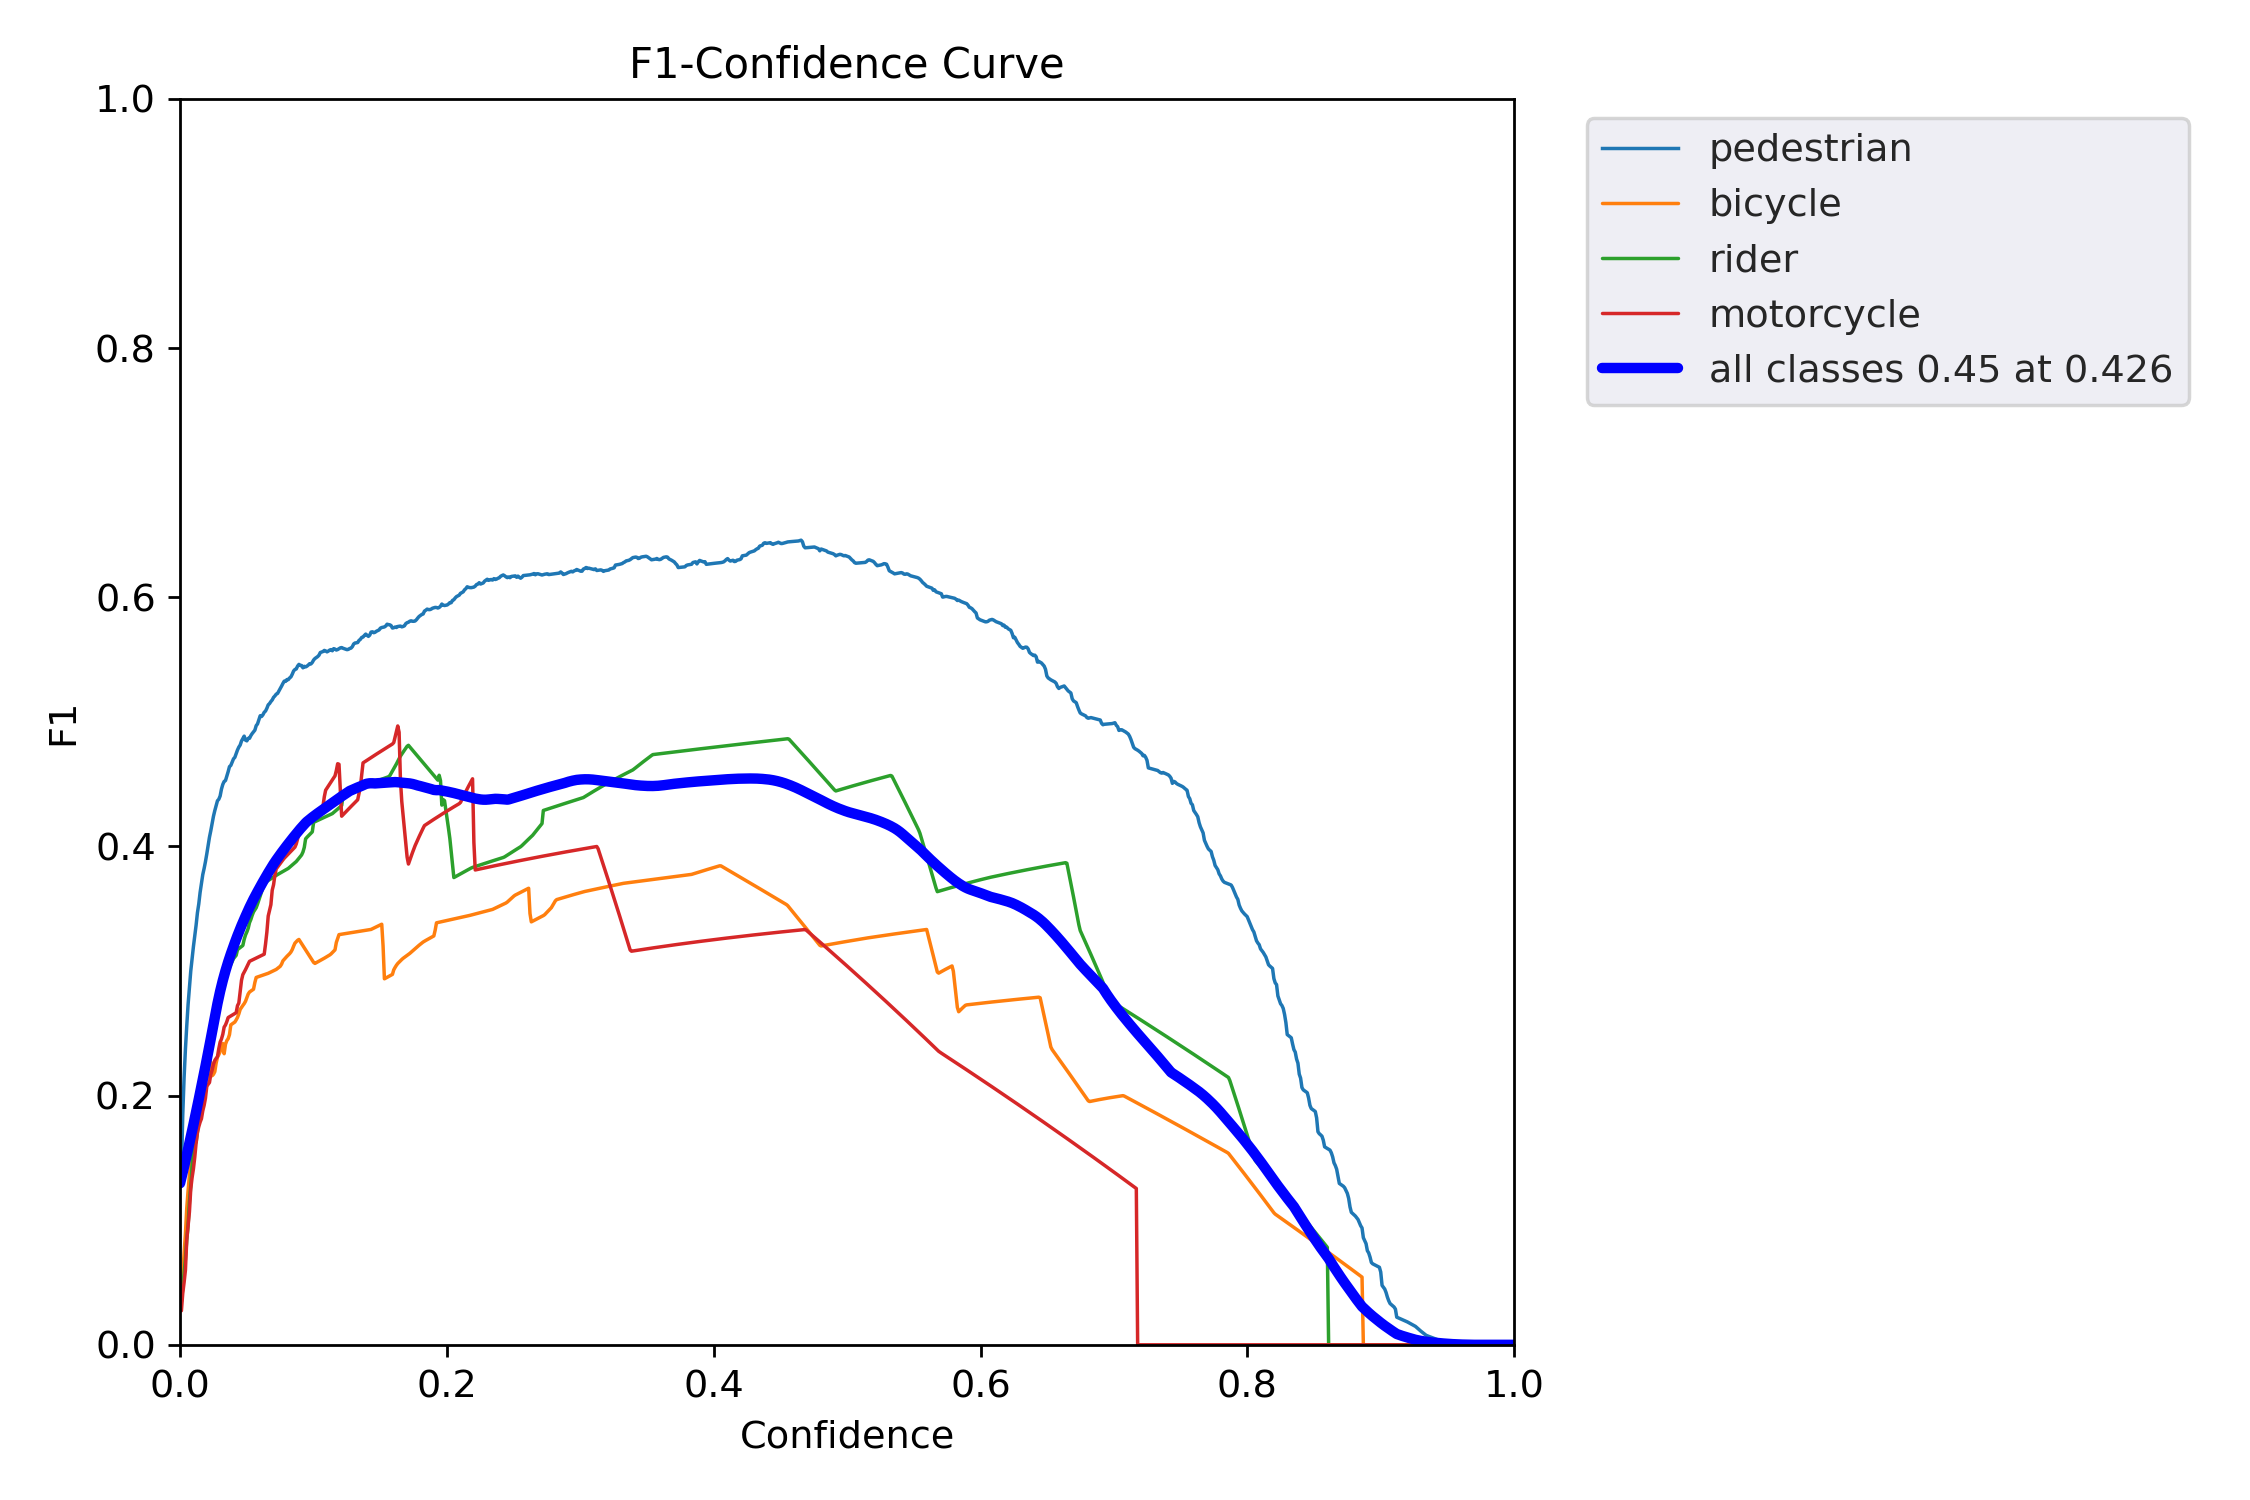 F1-Confidence Curve
1.0
0.8
0.6
0.4
0.2
0.0
F1
0.0 0.2 0.4 0.6 0.8 1.0
Confidence
pedestrian
bicycle
rider
motorcycle
all classes 0.45 at 0.426